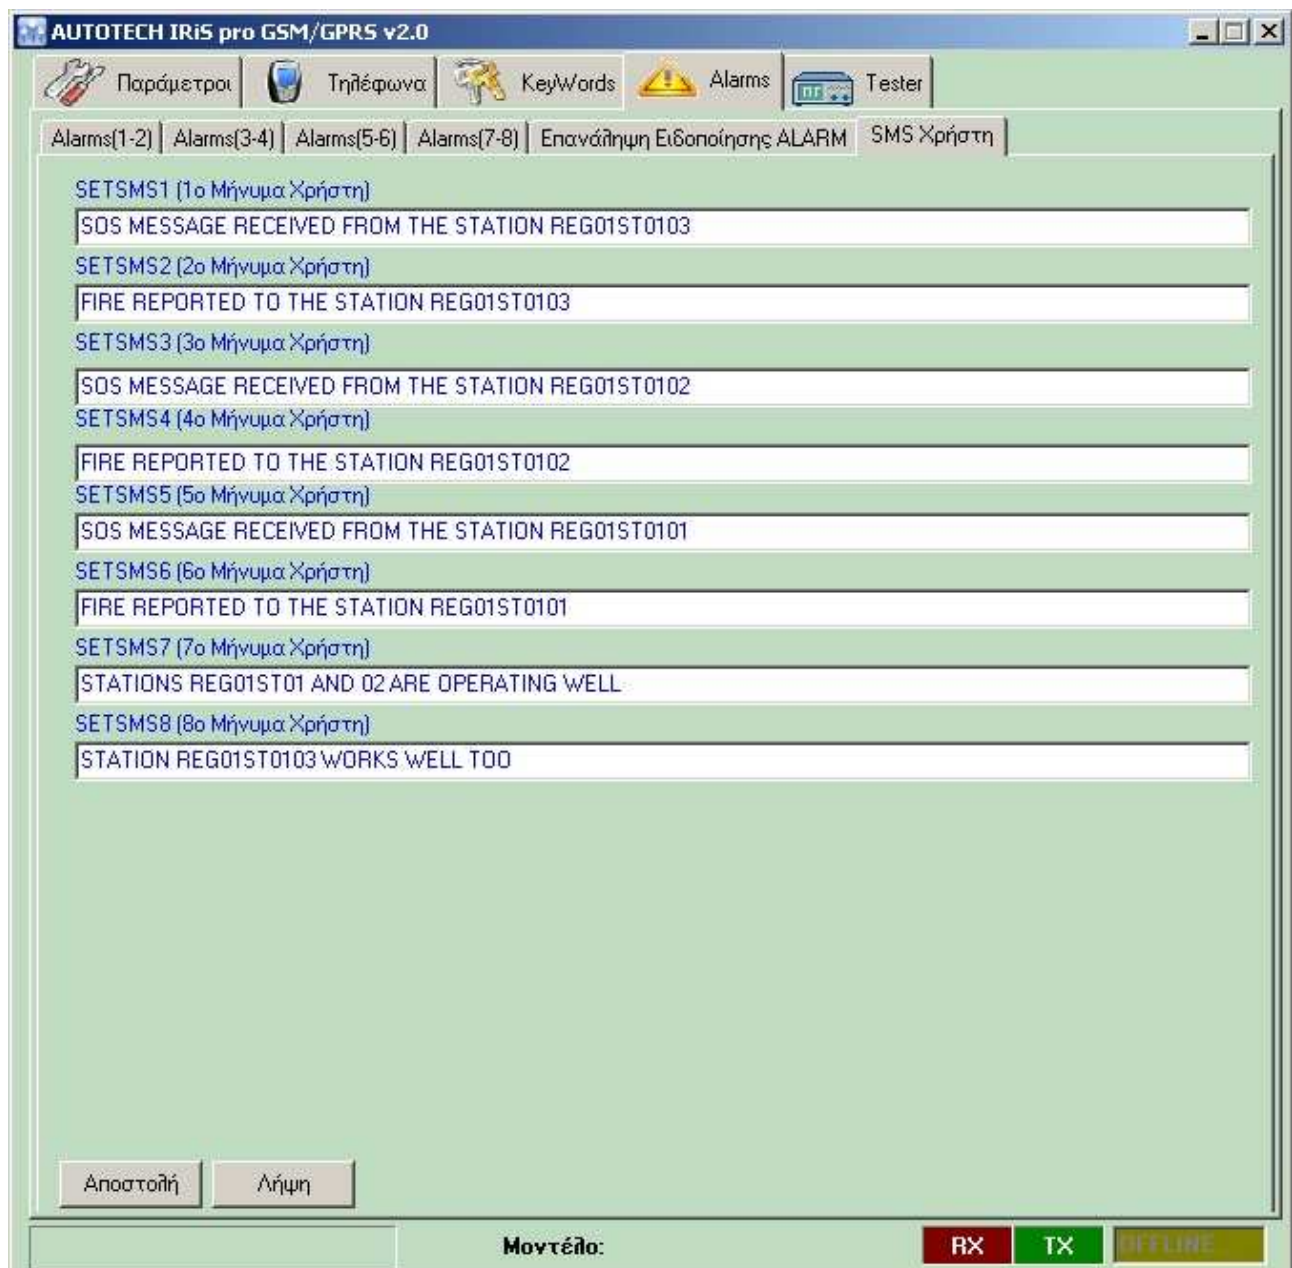 AUTOTECH IRiS pro GSM/GPRS v2.0
Παράμετροι Τηλέφωνα KeyWords Alarms Tester
Alarms(1-2) Alarms(3-4) Alarms(5-6) Alarms(7-8) Επανάληψη Ειδοποίησης ALARM SMS Χρήστη
SETSMS1 (1ο Μήνυμα Χρήστη)
SOS MESSAGE RECEIVED FROM THE STATION REG01ST0103
SETSMS2 (2ο Μήνυμα Χρήστη)
FIRE REPORTED TO THE STATION REG01ST0103
SETSMS3 (3ο Μήνυμα Χρήστη)
SOS MESSAGE RECEIVED FROM THE STATION REG01ST0102
SETSMS4 (4ο Μήνυμα Χρήστη)
FIRE REPORTED TO THE STATION REG01ST0102
SETSMS5 (5ο Μήνυμα Χρήστη)
SOS MESSAGE RECEIVED FROM THE STATION REG01ST0101
SETSMS6 (6ο Μήνυμα Χρήστη)
FIRE REPORTED TO THE STATION REG01ST0101
SETSMS7 (7ο Μήνυμα Χρήστη)
STATIONS REG01ST01 AND 02 ARE OPERATING WELL
SETSMS8 (8ο Μήνυμα Χρήστη)
STATION REG01ST0103 WORKS WELL TOO
Αποστολή Λήψη
Μοντέλο: RX TX OFFLINE